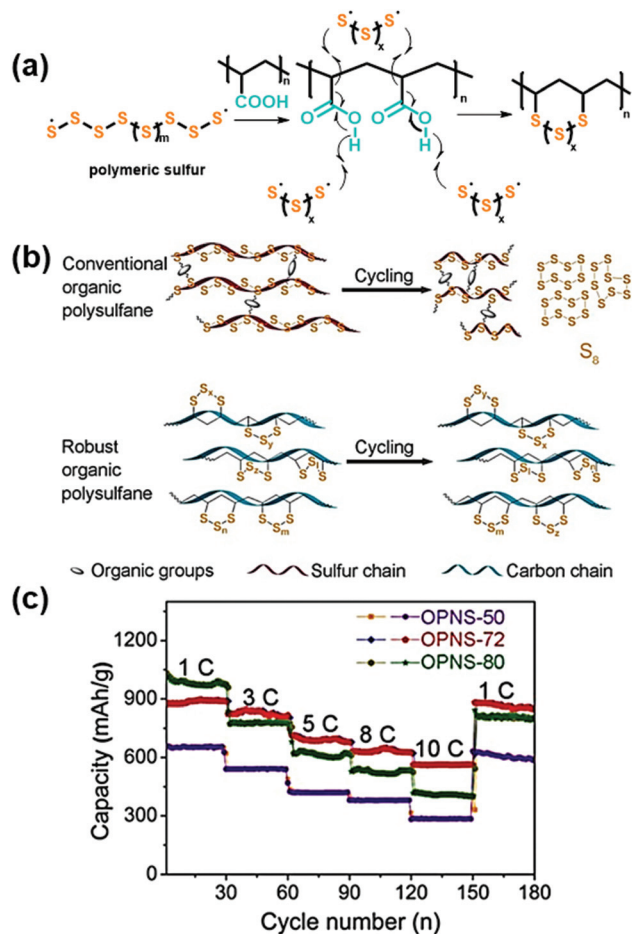 (a)
S S S (S)m S S S
polymeric sulfur
n
COOH
S (S)x S
n
O O H
O O H
S (S)x S
S (S)x S
n
S (S)x S
(b)
Conventional
organic
polysulfane
Cycling
S8
Robust
organic
polysulfane
Cycling
Organic groups
Sulfur chain
Carbon chain
(c)
OPNS-50
OPNS-72
OPNS-80
1 C
3 C
5 C
8 C
10 C
1 C
1200
900
600
300
0
Capacity (mAh/g)
30 60 90 120 150 180
Cycle number (n)